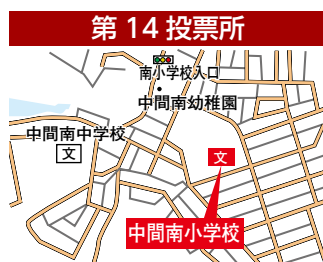 第14投票所
南小学校入口
中間南幼稚園
中間南中学校
文
文
中間南小学校